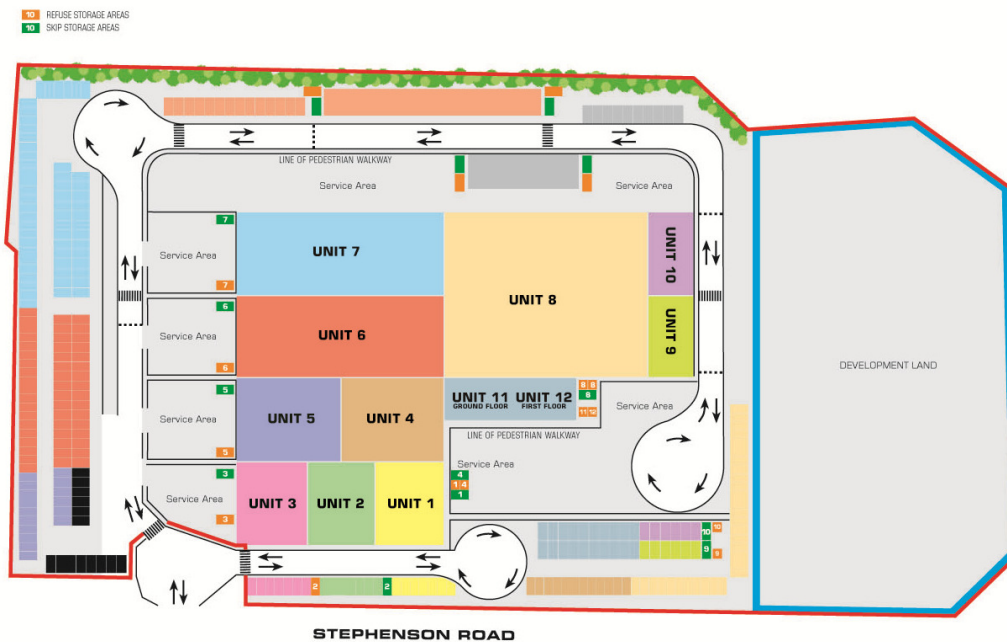 10 REFUSE STORAGE AREAS
10 SKIP STORAGE AREAS
LINE OF PEDESTRIAN WALKWAY
Service Area
Service Area
7
Service Area
7
UNIT 7
UNIT 8
UNIT 10
6
Service Area
6
UNIT 6
UNIT 9
DEVELOPMENT LAND
5
Service Area
5
UNIT 5
UNIT 4
UNIT 11
GROUND FLOOR
UNIT 12
FIRST FLOOR
8 8
6
11 12
Service Area
LINE OF PEDESTRIAN WALKWAY
Service Area
3
Service Area
3
UNIT 3
UNIT 2
UNIT 1
4
1 4
1
10
10
9
9
2
2
STEPHENSON ROAD